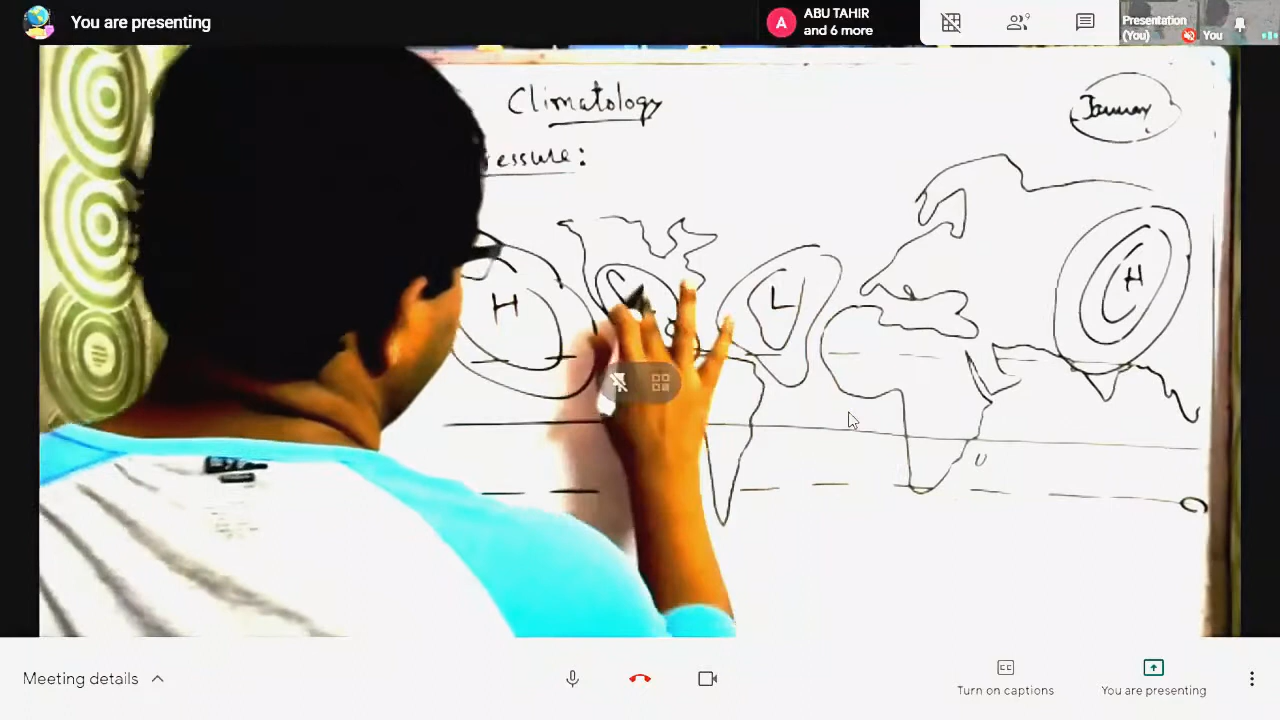 You are presenting
ABU TAHIR
and 6 more
9
Presentation
(You)
You
Climatology
January
essure:
H
L
H
Meeting details
Turn on captions
You are presenting